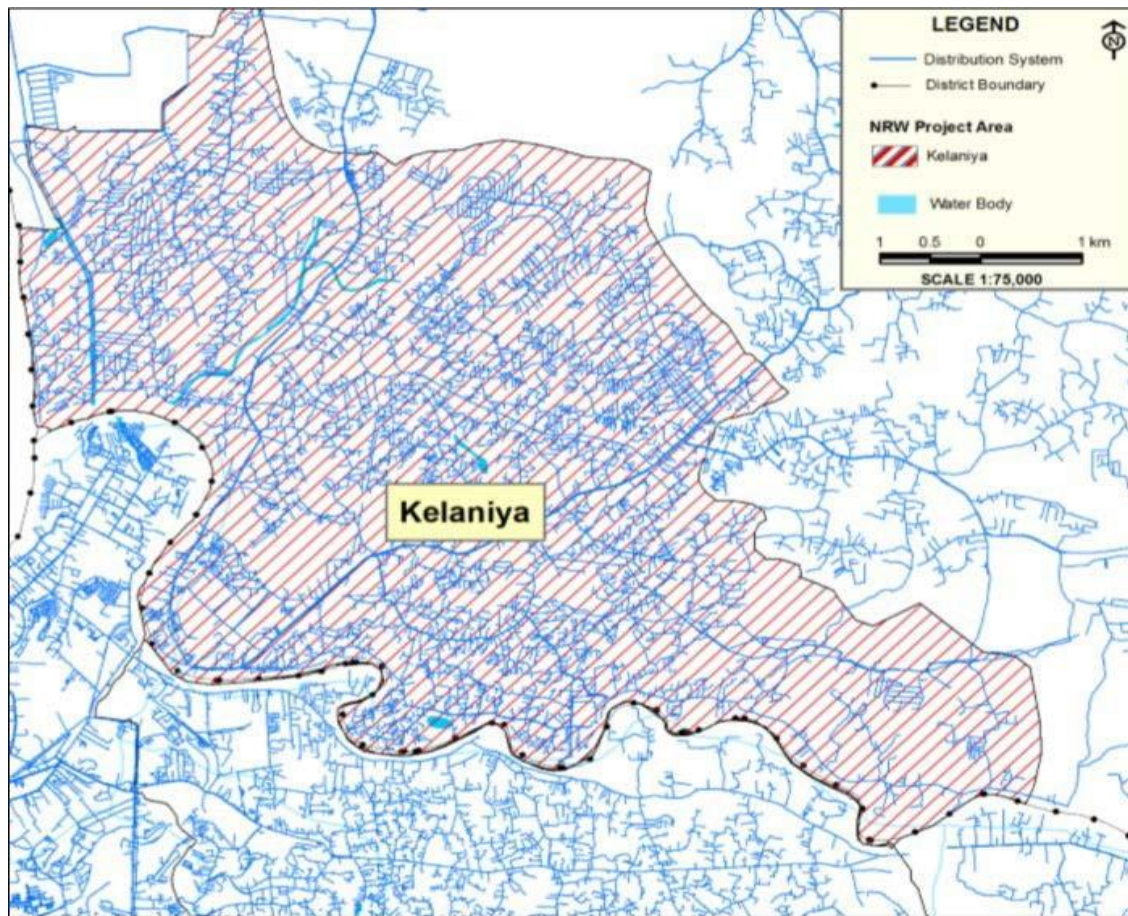 LEGEND
N
Distribution System
District Boundary
NRW Project Area
Kelaniya
Water Body
1 0.5 0 1 km
SCALE 1:75,000
Kelaniya